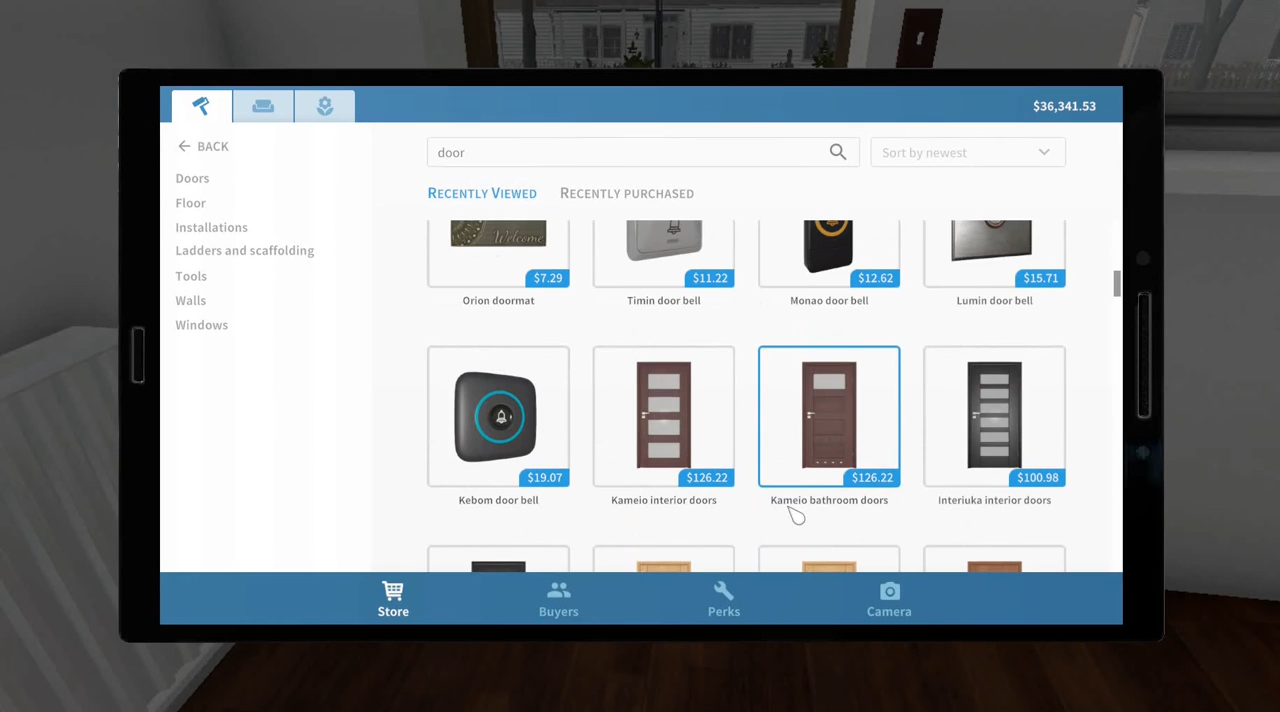 $36,341.53
BACK
door
Sort by newest
RECENTLY VIEWED
RECENTLY PURCHASED
Doors
Floor
Installations
Ladders and scaffolding
Tools
Walls
Windows
Welcome
$7.29
$11.22
$12.62
$15.71
Orion doormat
Timin door bell
Monao door bell
Lumin door bell
$19.07
$126.22
$126.22
$100.98
Kebom door bell
Kameio interior doors
Kameio bathroom doors
Interiuka interior doors
Store
Buyers
Perks
Camera